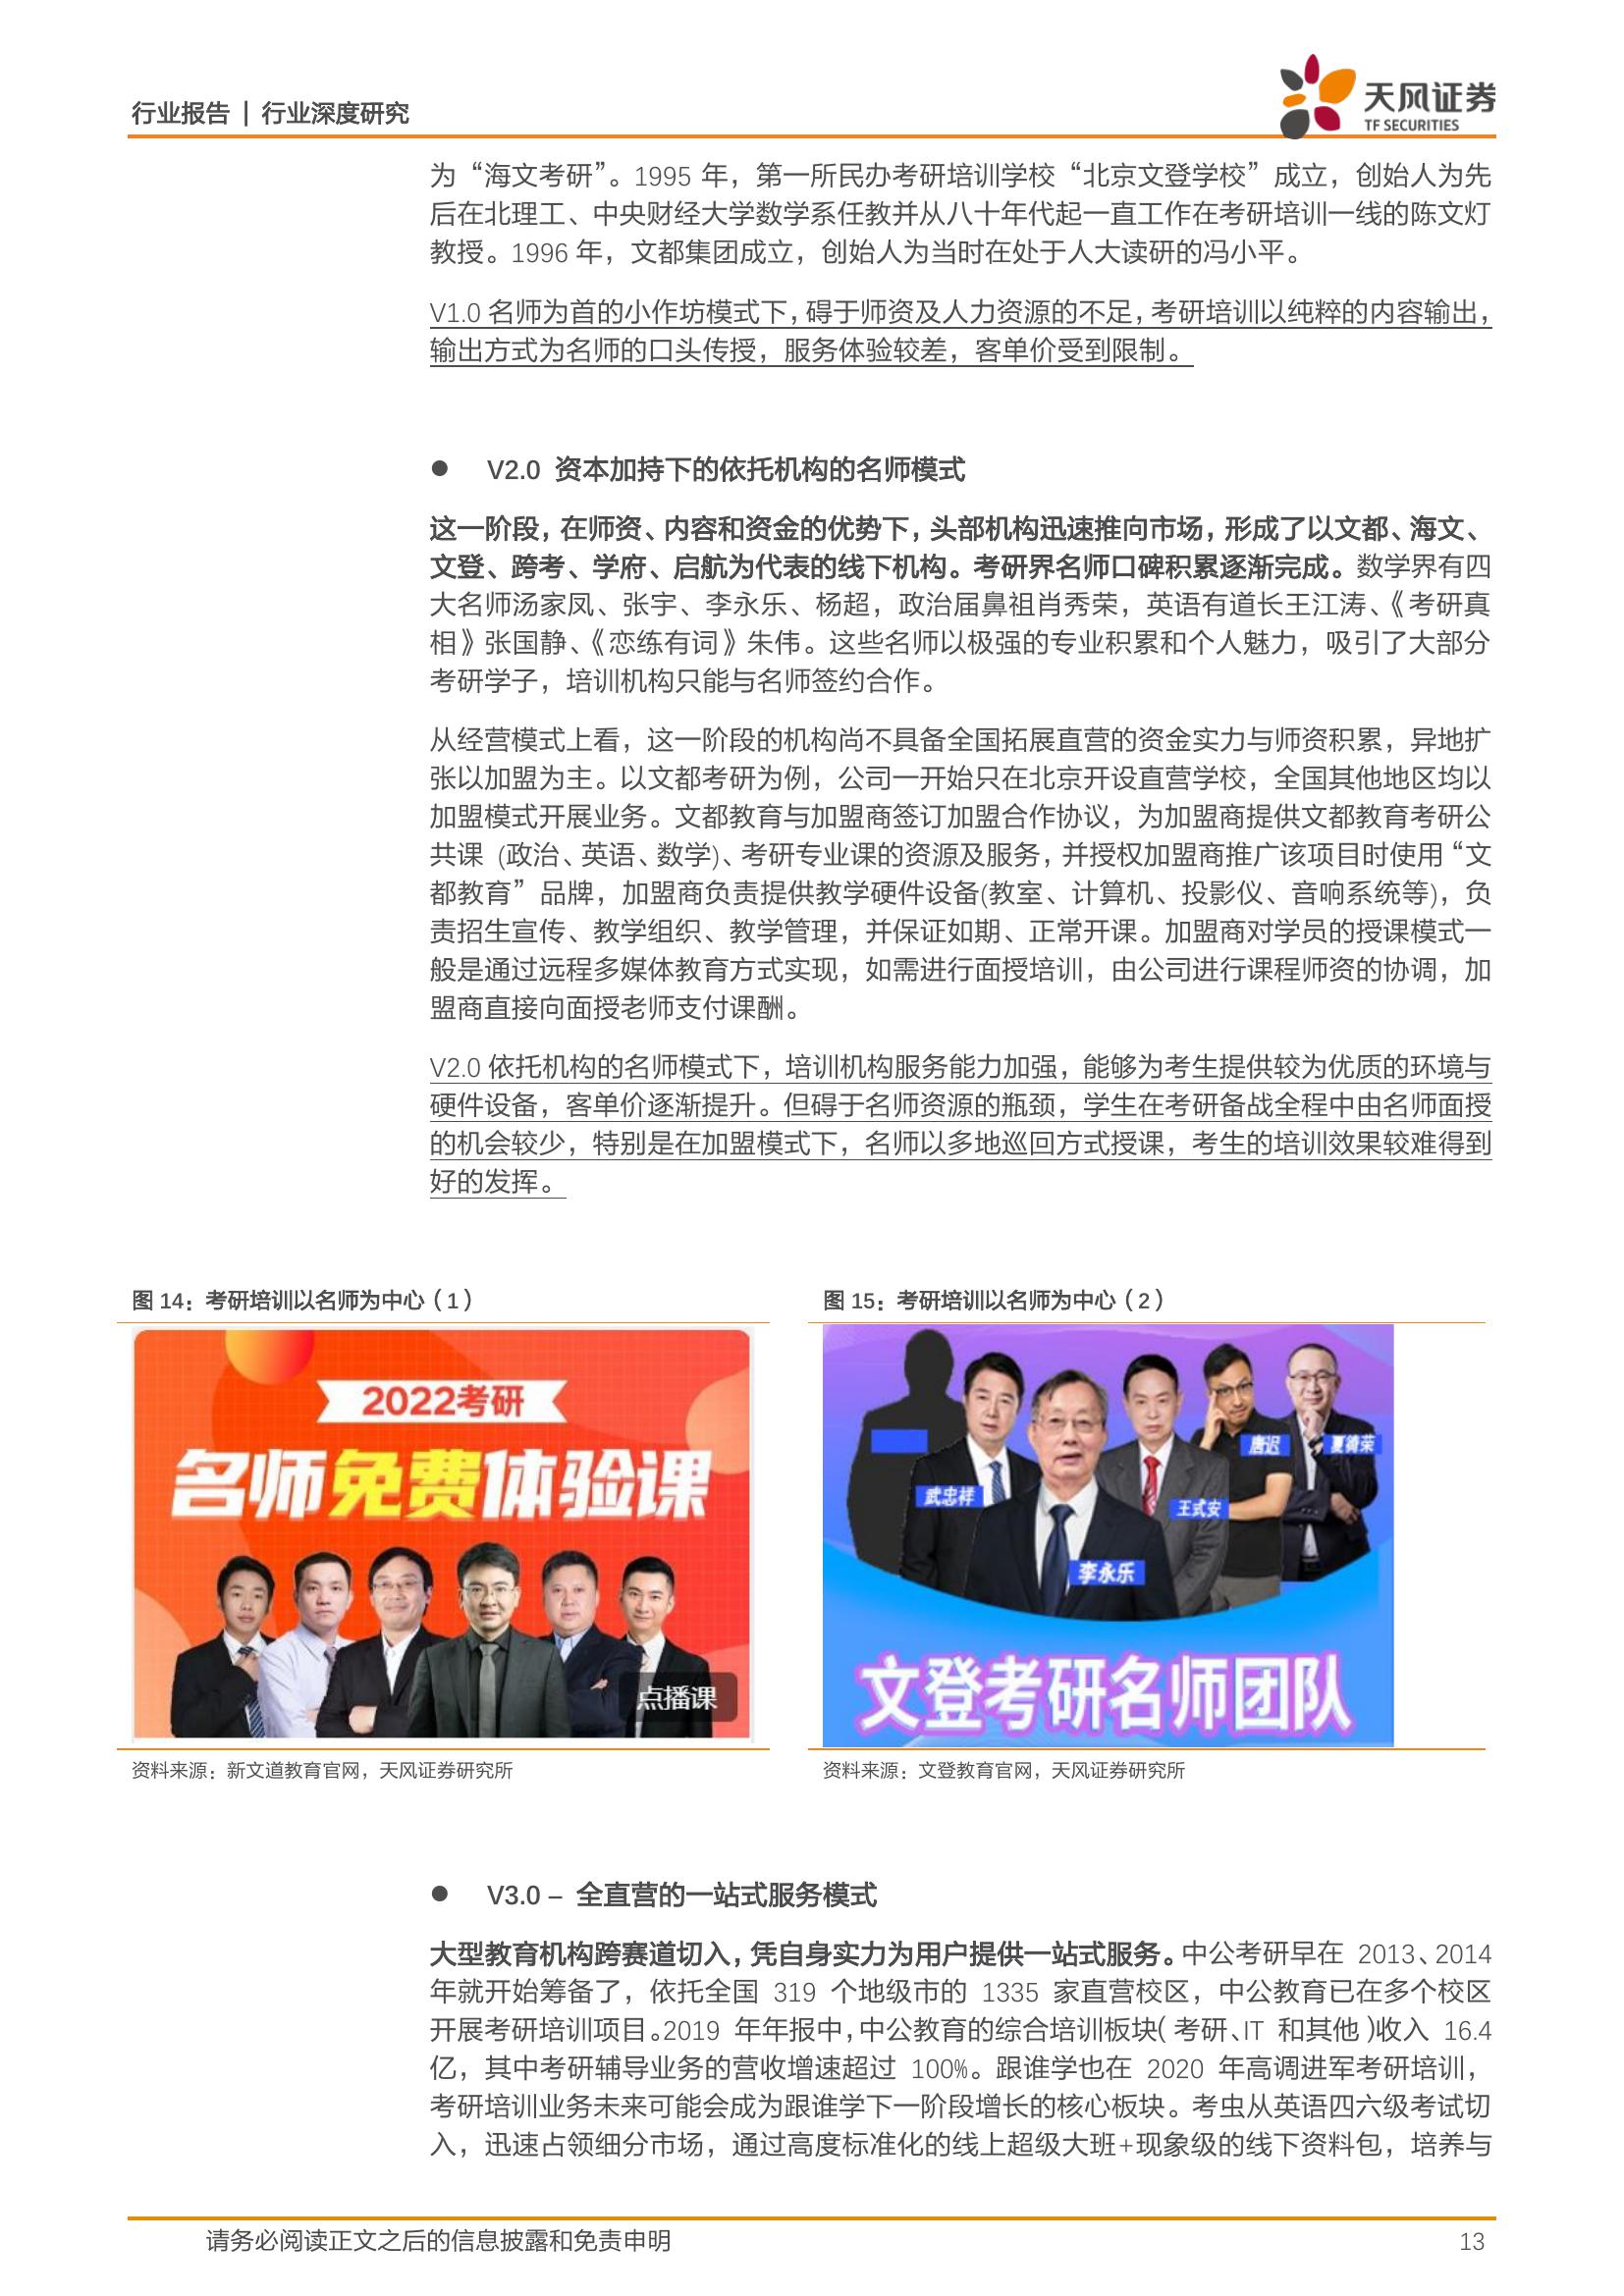 行业报告 | 行业深度研究
天风证券
TF SECURITIES
为“海文考研”。1995 年，第一所民办考研培训学校“北京文登学校”成立，创始人为先
后在北理工、中央财经大学数学系任教并从八十年代起一直工作在考研培训一线的陈文灯
教授。1996 年，文都集团成立，创始人为当时在处于人大读研的冯小平。
V1.0 名师为首的小作坊模式下，碍于师资及人力资源的不足，考研培训以纯粹的内容输出，
输出方式为名师的口头传授，服务体验较差，客单价受到限制。
● V2.0 资本加持下的依托机构的名师模式
这一阶段，在师资、内容和资金的优势下，头部机构迅速推向市场，形成了以文都、海文、
文登、跨考、学府、启航为代表的线下机构。考研界名师口碑积累逐渐完成。数学界有四
大名师汤家凤、张宇、李永乐、杨超，政治届鼻祖肖秀荣，英语有道长王江涛、《考研真
相》张国静、《恋练有词》朱伟。这些名师以极强的专业积累和个人魅力，吸引了大部分
考研学子，培训机构只能与名师签约合作。
从经营模式上看，这一阶段的机构尚不具备全国拓展直营的资金实力与师资积累，异地扩
张以加盟为主。以文都考研为例，公司一开始只在北京开设直营学校，全国其他地区均以
加盟模式开展业务。文都教育与加盟商签订加盟合作协议，为加盟商提供文都教育考研公
共课 (政治、英语、数学)、考研专业课的资源及服务，并授权加盟商推广该项目时使用“文
都教育”品牌，加盟商负责提供教学硬件设备(教室、计算机、投影仪、音响系统等)，负
责招生宣传、教学组织、教学管理，并保证如期、正常开课。加盟商对学员的授课模式一
般是通过远程多媒体教育方式实现，如需进行面授培训，由公司进行课程师资的协调，加
盟商直接向面授老师支付课酬。
V2.0 依托机构的名师模式下，培训机构服务能力加强，能够为考生提供较为优质的环境与
硬件设备，客单价逐渐提升。但碍于名师资源的瓶颈，学生在考研备战全程中由名师面授
的机会较少，特别是在加盟模式下，名师以多地巡回方式授课，考生的培训效果较难得到
好的发挥。
图 14：考研培训以名师为中心（1）
2022考研
名师免费体验课
点播课
资料来源：新文道教育官网，天风证券研究所
图 15：考研培训以名师为中心（2）
武忠祥
李永乐
王式安
唐迟
夏徛荣
文登考研名师团队
资料来源：文登教育官网，天风证券研究所
● V3.0 – 全直营的一站式服务模式
大型教育机构跨赛道切入，凭自身实力为用户提供一站式服务。中公考研早在 2013、2014
年就开始筹备了，依托全国 319 个地级市的 1335 家直营校区，中公教育已在多个校区
开展考研培训项目。2019 年年报中，中公教育的综合培训板块(考研、IT 和其他)收入 16.4
亿，其中考研辅导业务的营收增速超过 100%。跟谁学也在 2020 年高调进军考研培训，
考研培训业务未来可能会成为跟谁学下一阶段增长的核心板块。考虫从英语四六级考试切
入，迅速占领细分市场，通过高度标准化的线上超级大班+现象级的线下资料包，培养与
请务必阅读正文之后的信息披露和免责申明
13